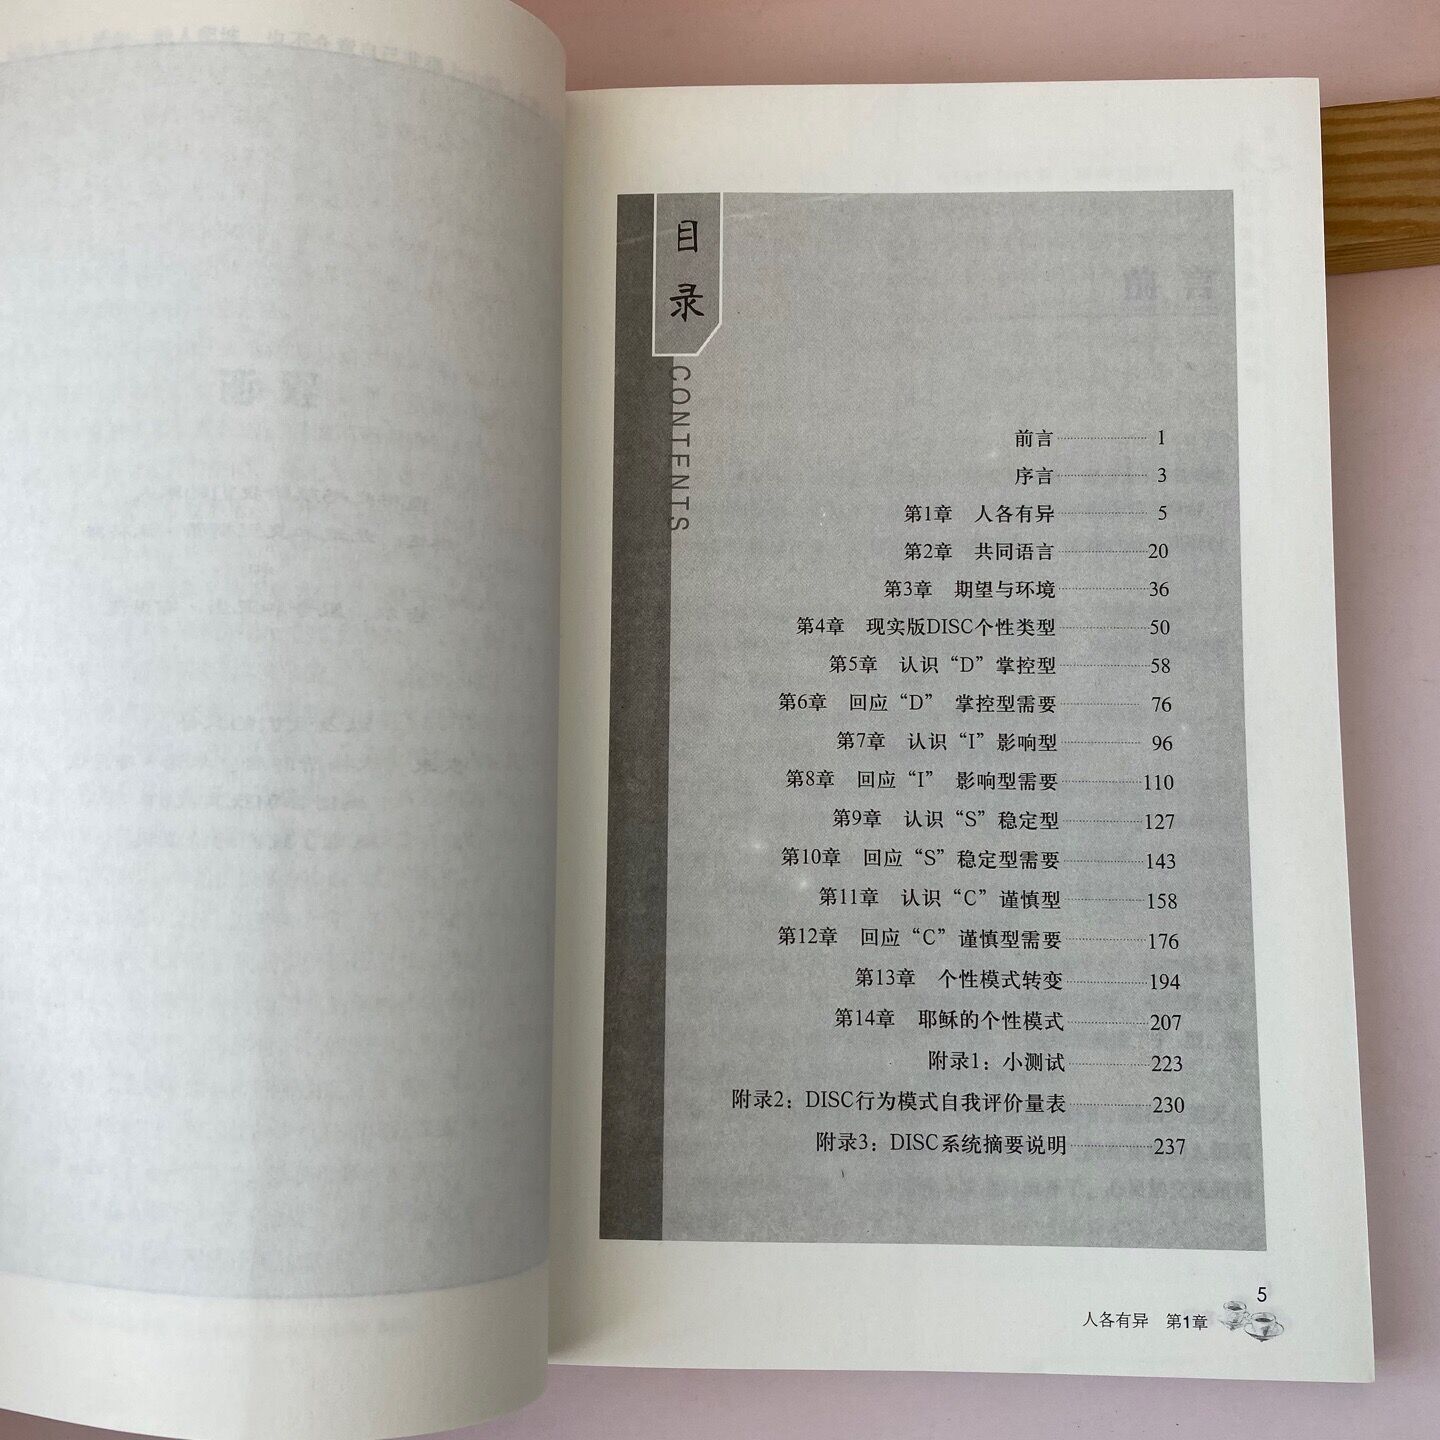 目录
CONTENTS
前言 1
序言 3
第1章 人各有异 5
第2章 共同语言 20
第3章 期望与环境 36
第4章 现实版DISC个性类型 50
第5章 认识“D”掌控型 58
第6章 回应“D” 掌控型需要 76
第7章 认识“I”影响型 96
第8章 回应“I” 影响型需要 110
第9章 认识“S”稳定型 127
第10章 回应“S”稳定型需要 143
第11章 认识“C”谨慎型 158
第12章 回应“C”谨慎型需要 176
第13章 个性模式转变 194
第14章 耶稣的个性模式 207
附录1：小测试 223
附录2：DISC行为模式自我评价量表 230
附录3：DISC系统摘要说明 237
5
人各有异 第1章